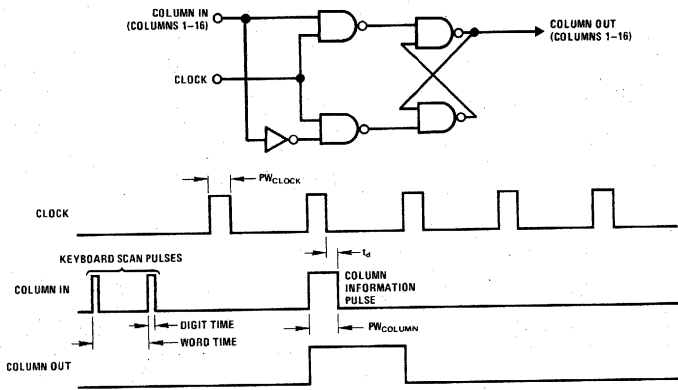 COLUMN IN
(COLUMNS 1–16)
COLUMN OUT
(COLUMNS 1–16)
CLOCK
PWCLOCK
CLOCK
td
KEYBOARD SCAN PULSES
COLUMN IN
COLUMN
INFORMATION
PULSE
DIGIT TIME
WORD TIME
PWCOLUMN
COLUMN OUT